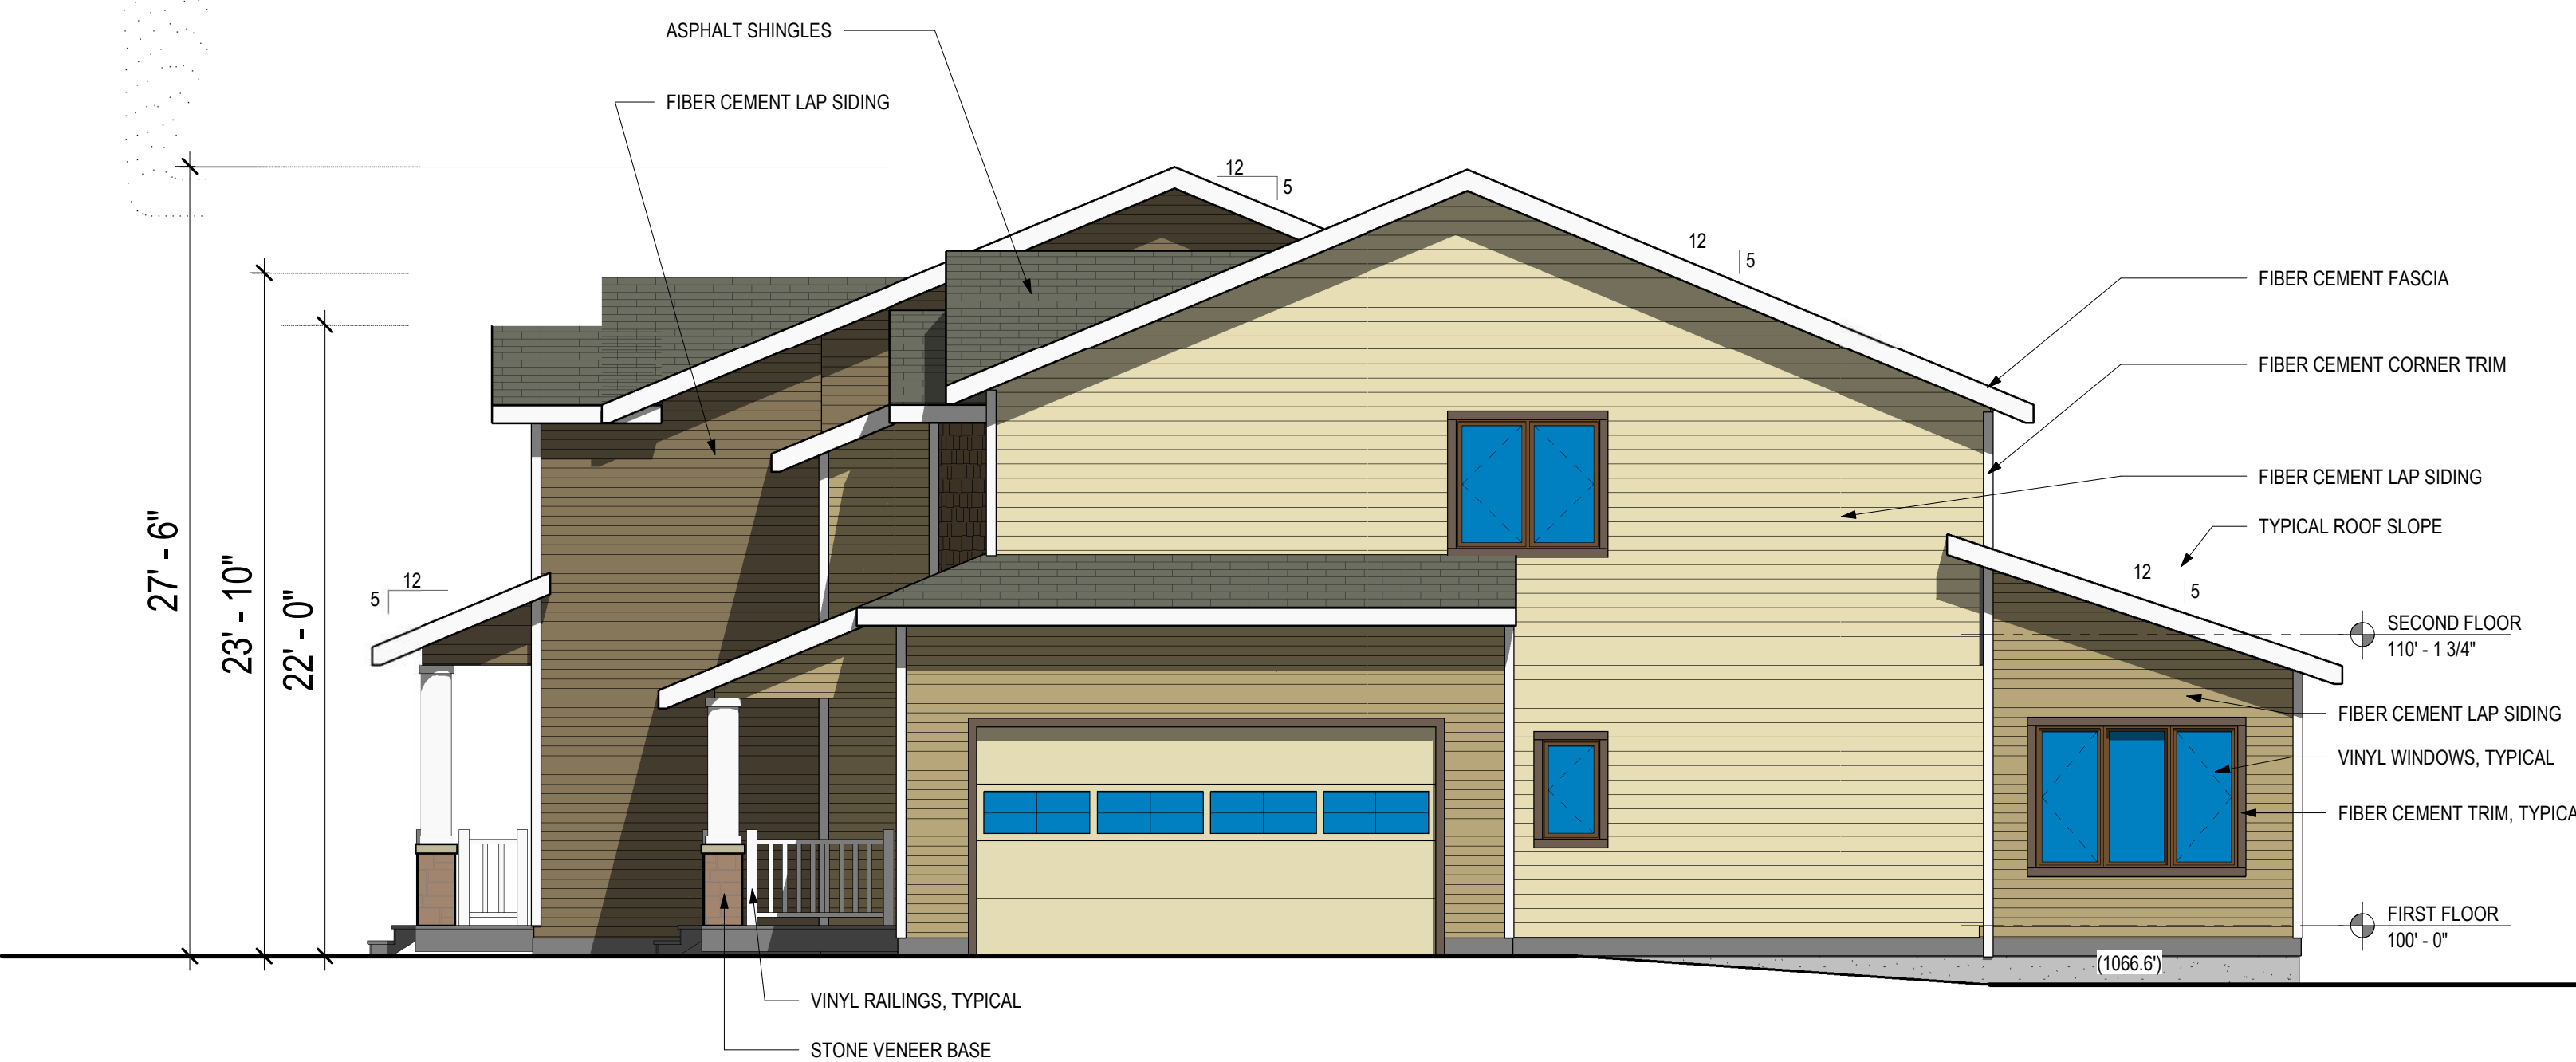 ASPHALT SHINGLES
FIBER CEMENT LAP SIDING
12
5
12
5
FIBER CEMENT FASCIA
FIBER CEMENT CORNER TRIM
FIBER CEMENT LAP SIDING
TYPICAL ROOF SLOPE
27' - 6"
23' - 10"
22' - 0"
12
5
12
5
SECOND FLOOR
110' - 1 3/4"
FIBER CEMENT LAP SIDING
VINYL WINDOWS, TYPICAL
FIBER CEMENT TRIM, TYPICA
FIRST FLOOR
100' - 0"
(1066.6')
VINYL RAILINGS, TYPICAL
STONE VENEER BASE